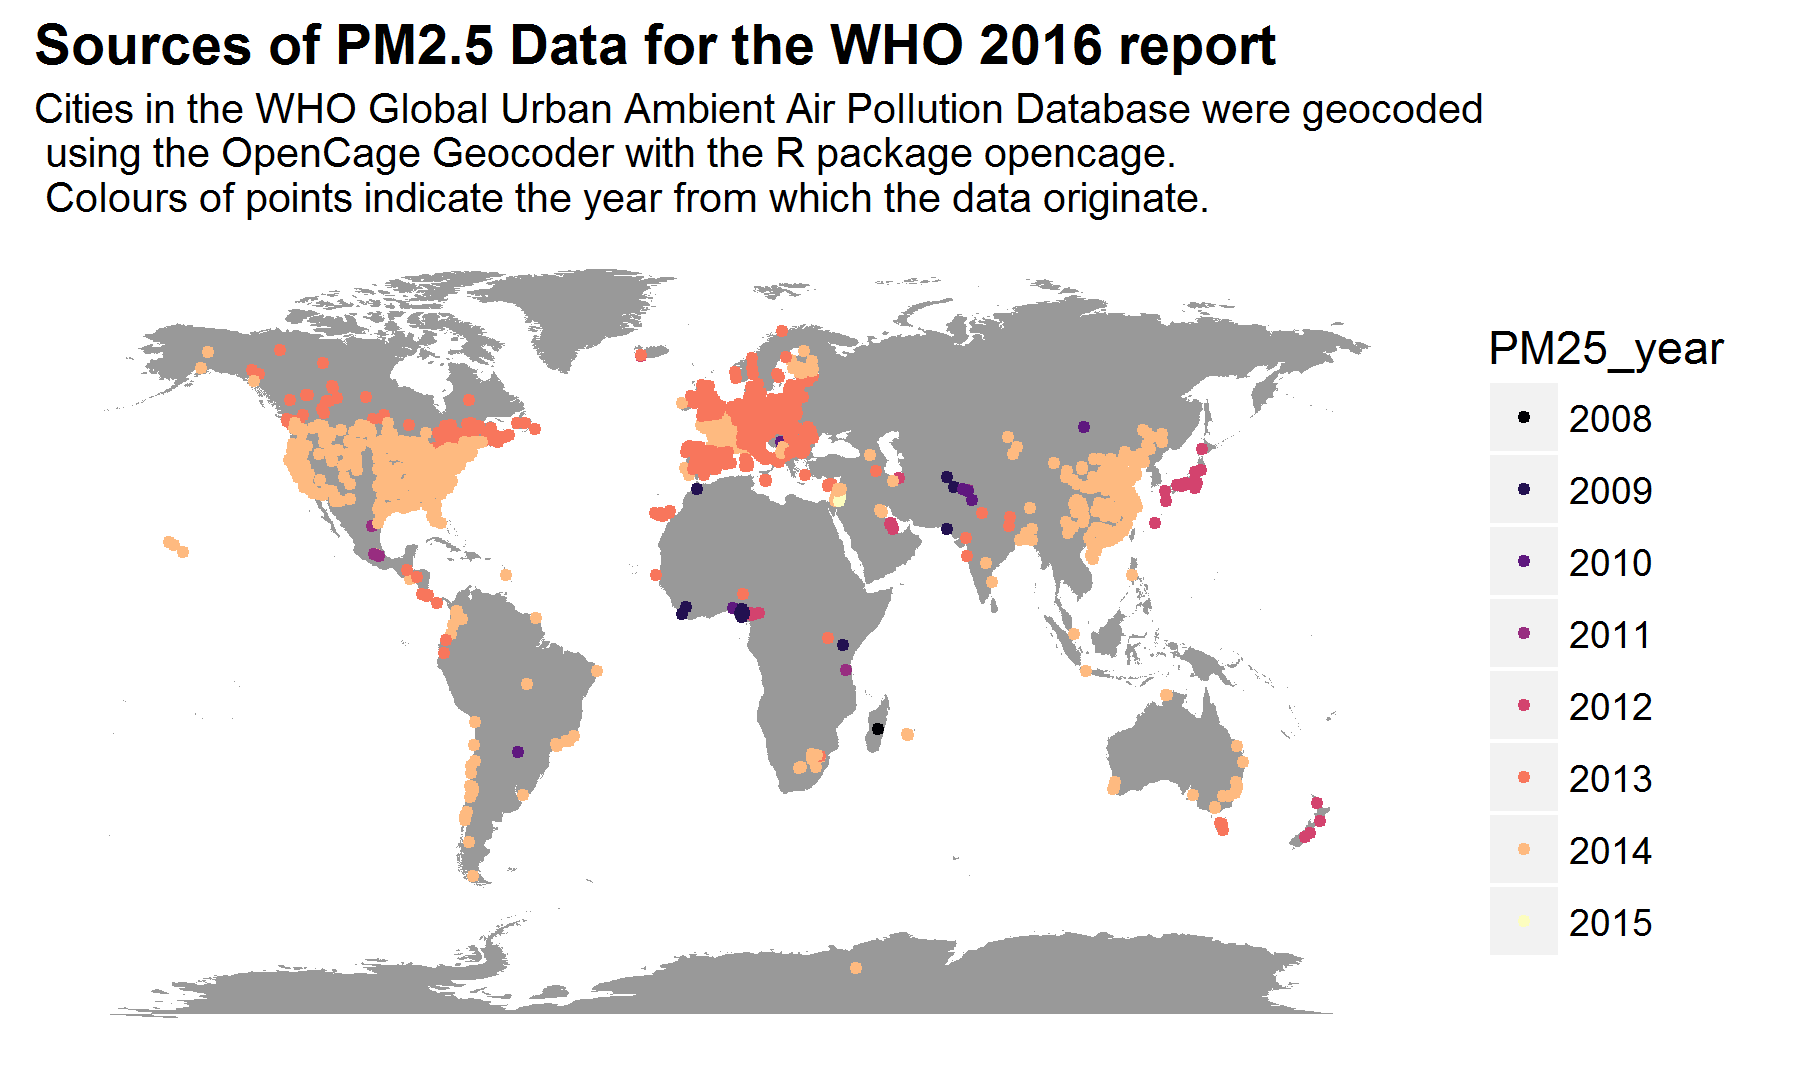 Sources of PM2.5 Data for the WHO 2016 report
Cities in the WHO Global Urban Ambient Air Pollution Database were geocoded
using the OpenCage Geocoder with the R package opencage.
Colours of points indicate the year from which the data originate.
PM25_year
2008
2009
2010
2011
2012
2013
2014
2015